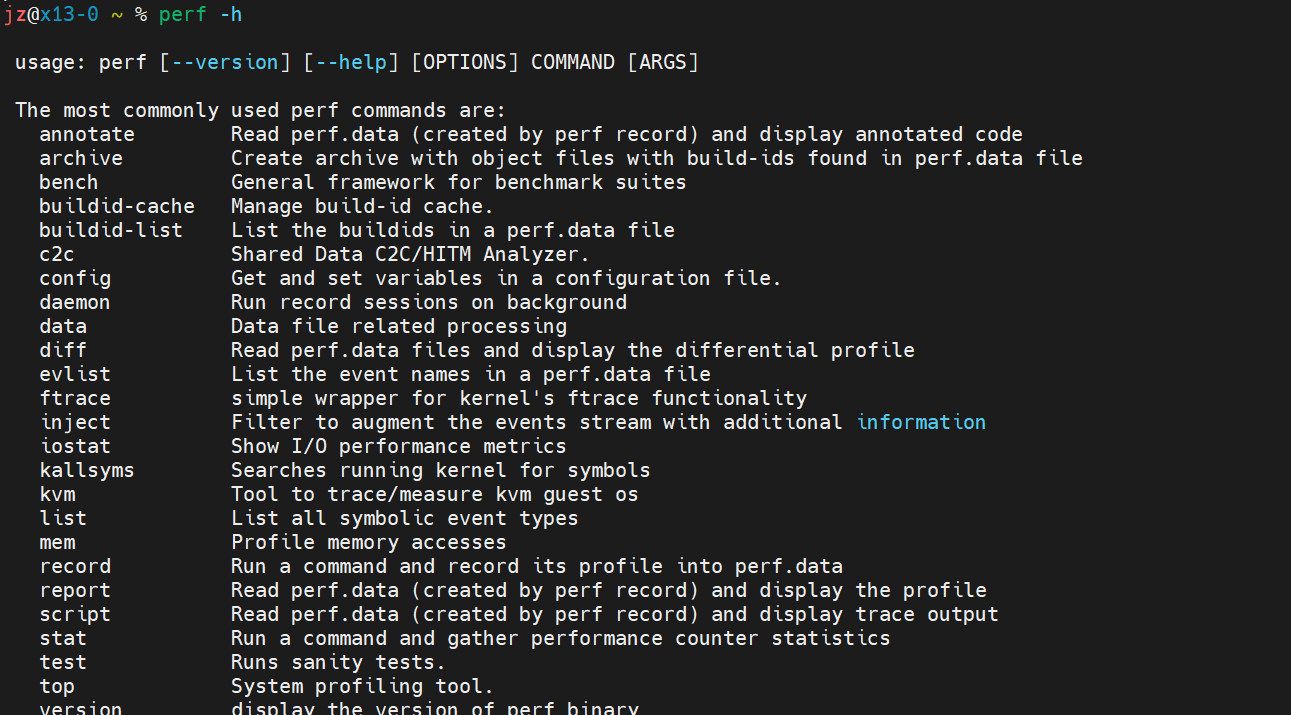 jz@x13-0 ~ % perf -h
usage: perf [--version] [--help] [OPTIONS] COMMAND [ARGS]
The most commonly used perf commands are:
annotate        Read perf.data (created by perf record) and display annotated code
archive         Create archive with object files with build-ids found in perf.data file
bench           General framework for benchmark suites
buildid-cache   Manage build-id cache.
buildid-list    List the buildids in a perf.data file
c2c             Shared Data C2C/HITM Analyzer.
config          Get and set variables in a configuration file.
daemon          Run record sessions on background
data            Data file related processing
diff            Read perf.data files and display the differential profile
evlist          List the event names in a perf.data file
ftrace          simple wrapper for kernel's ftrace functionality
inject          Filter to augment the events stream with additional information
iostat          Show I/O performance metrics
kallsyms        Searches running kernel for symbols
kvm             Tool to trace/measure kvm guest os
list            List all symbolic event types
mem             Profile memory accesses
record          Run a command and record its profile into perf.data
report          Read perf.data (created by perf record) and display the profile
script          Read perf.data (created by perf record) and display trace output
stat            Run a command and gather performance counter statistics
test            Runs sanity tests.
top             System profiling tool.
version         display the version of perf binary